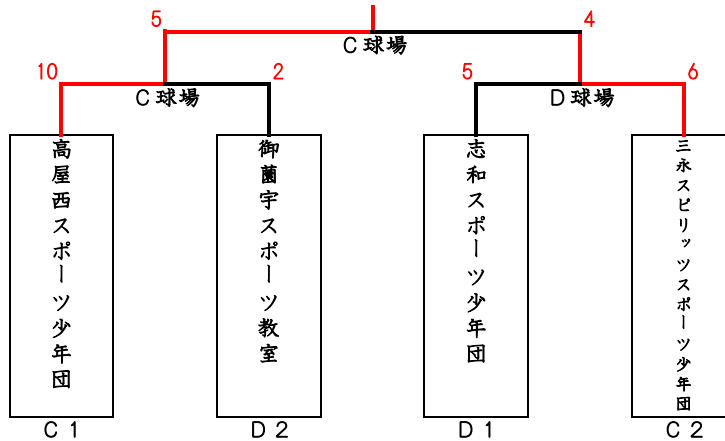 5
4
C球場
10
2
5
6
C球場
D球場
高屋西スポーツ少年団
御薗宇スポーツ教室
志和スポーツ少年団
三永スピリッツスポーツ少年団
C1
D2
D1
C2